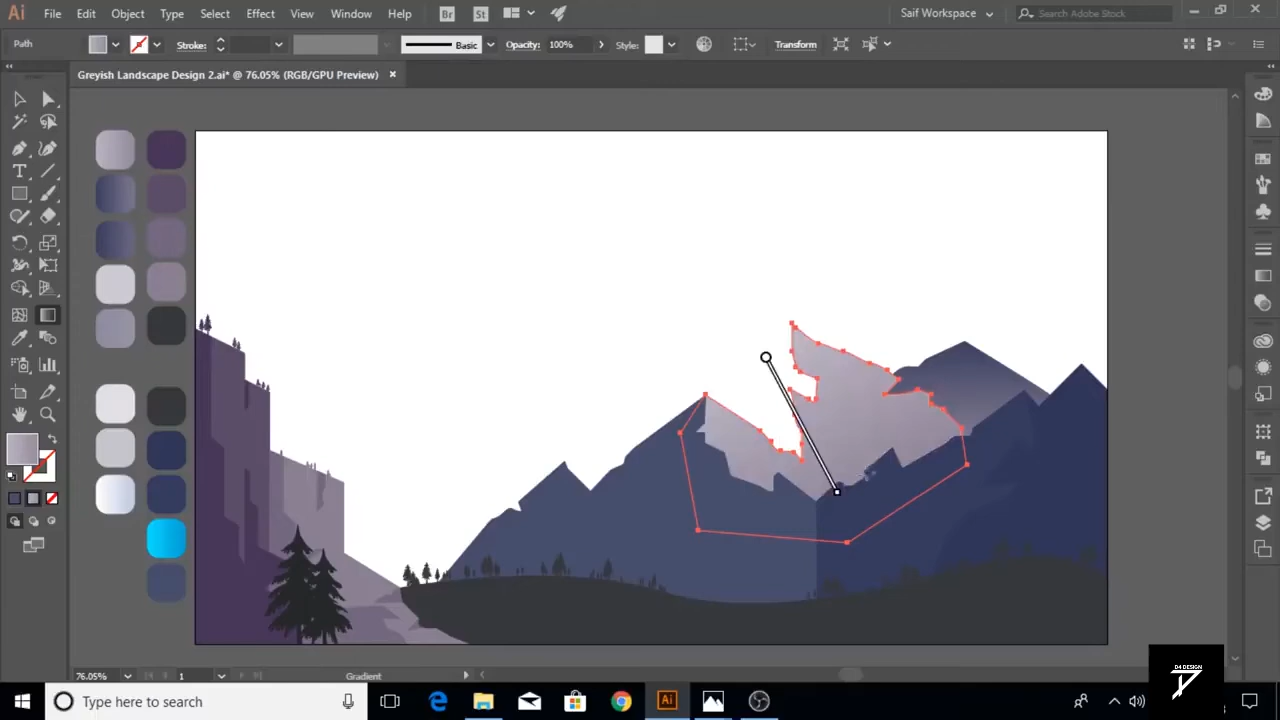 Ai File Edit Object Type Select Effect View Window Help Br St Saif Workspace Search Adobe Stock
Path Stroke: Basic Opacity: 100% Style: Transform
Greyish Landscape Design 2.ai* @ 76.05% (RGB/GPU Preview) ×
T
76.05% 1 Gradient
D4 DESIGN
Type here to search Ai